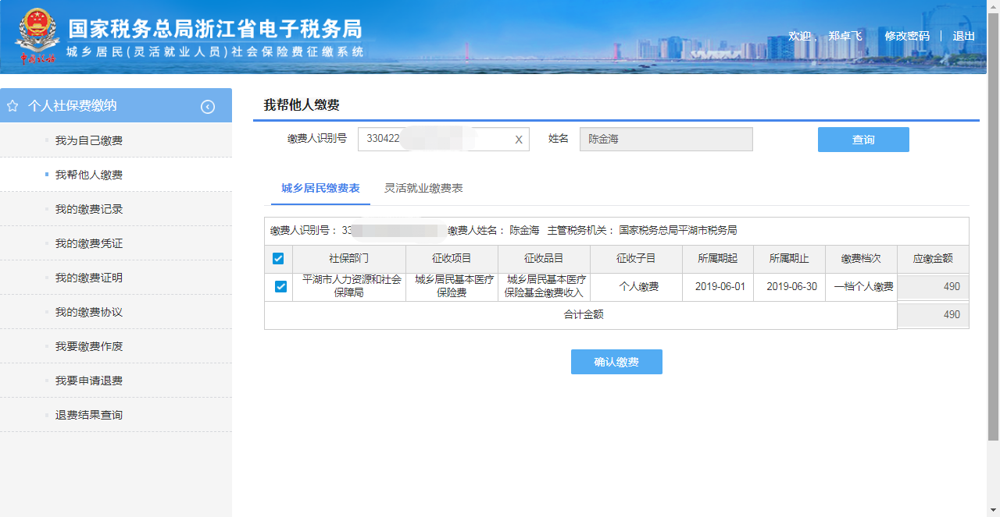 国家税务总局浙江省电子税务局
城乡居民(灵活就业人员)社会保险费征缴系统
欢迎， 郑卓飞 修改密码 | 退出
个人社保费缴纳
我为自己缴费
我帮他人缴费
我的缴费记录
我的缴费凭证
我的缴费证明
我的缴费协议
我要缴费作废
我要申请退费
退费结果查询
我帮他人缴费
缴费人识别号 330422 X 姓名 陈金海 查询
城乡居民缴费表 灵活就业缴费表
缴费人识别号： 33 缴费人姓名： 陈金海 主管税务机关： 国家税务总局平湖市税务局
社保部门 征收项目 征收品目 征收子目 所属期起 所属期止 缴费档次 应缴金额
平湖市人力资源和社会 城乡居民基本医疗 城乡居民基本医疗 个人缴费 2019-06-01 2019-06-30 一档个人缴费 490
保障局 保险费 保险基金缴费收入
合计金额 490
确认缴费